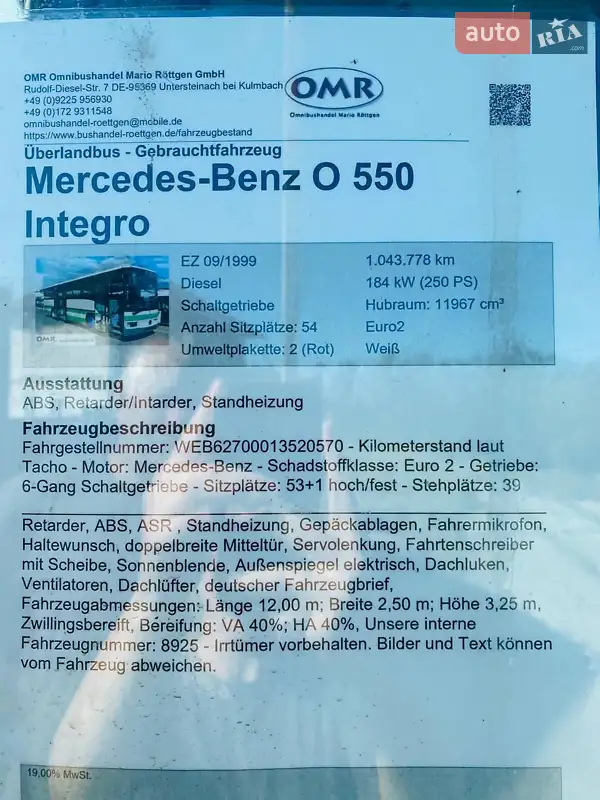 auto RIA .com
OMR Omnibushandel Mario Röttgen GmbH
Rudolf-Diesel-Str. 7 DE-95369 Untersteinach bei Kulmbach
+49 (0)9225 956930
+49 (0)172 9311548
omnibushandel-roettgen@mobile.de
https://www.bushandel-roettgen.de/fahrzeugbestand
OMR
Omnibushandel Mario Röttgen
Überlandbus - Gebrauchtfahrzeug
Mercedes-Benz O 550
Integro
EZ 09/1999 1.043.778 km
Diesel 184 kW (250 PS)
Schaltgetriebe Hubraum: 11967 cm³
Anzahl Sitzplätze: 54 Euro2
Umweltplakette: 2 (Rot) Weiß
OMR
Ausstattung
ABS, Retarder/Intarder, Standheizung
Fahrzeugbeschreibung
Fahrgestellnummer: WEB62700013520570 - Kilometerstand laut
Tacho - Motor: Mercedes-Benz - Schadstoffklasse: Euro 2 - Getriebe:
6-Gang Schaltgetriebe - Sitzplätze: 53+1 hoch/fest - Stehplätze: 39
Retarder, ABS, ASR , Standheizung, Gepäckablagen, Fahrermikrofon,
Haltewunsch, doppelbreite Mitteltür, Servolenkung, Fahrtenschreiber
mit Scheibe, Sonnenblende, Außenspiegel elektrisch, Dachluken,
Ventilatoren, Dachlüfter, deutscher Fahrzeugbrief,
Fahrzeugabmessungen: Länge 12,00 m; Breite 2,50 m; Höhe 3,25 m,
Zwillingsbereift, Bereifung: VA 40%; HA 40%, Unsere interne
Fahrzeugnummer: 8925 - Irrtümer vorbehalten. Bilder und Text können
vom Fahrzeug abweichen.
19,00% MwSt.